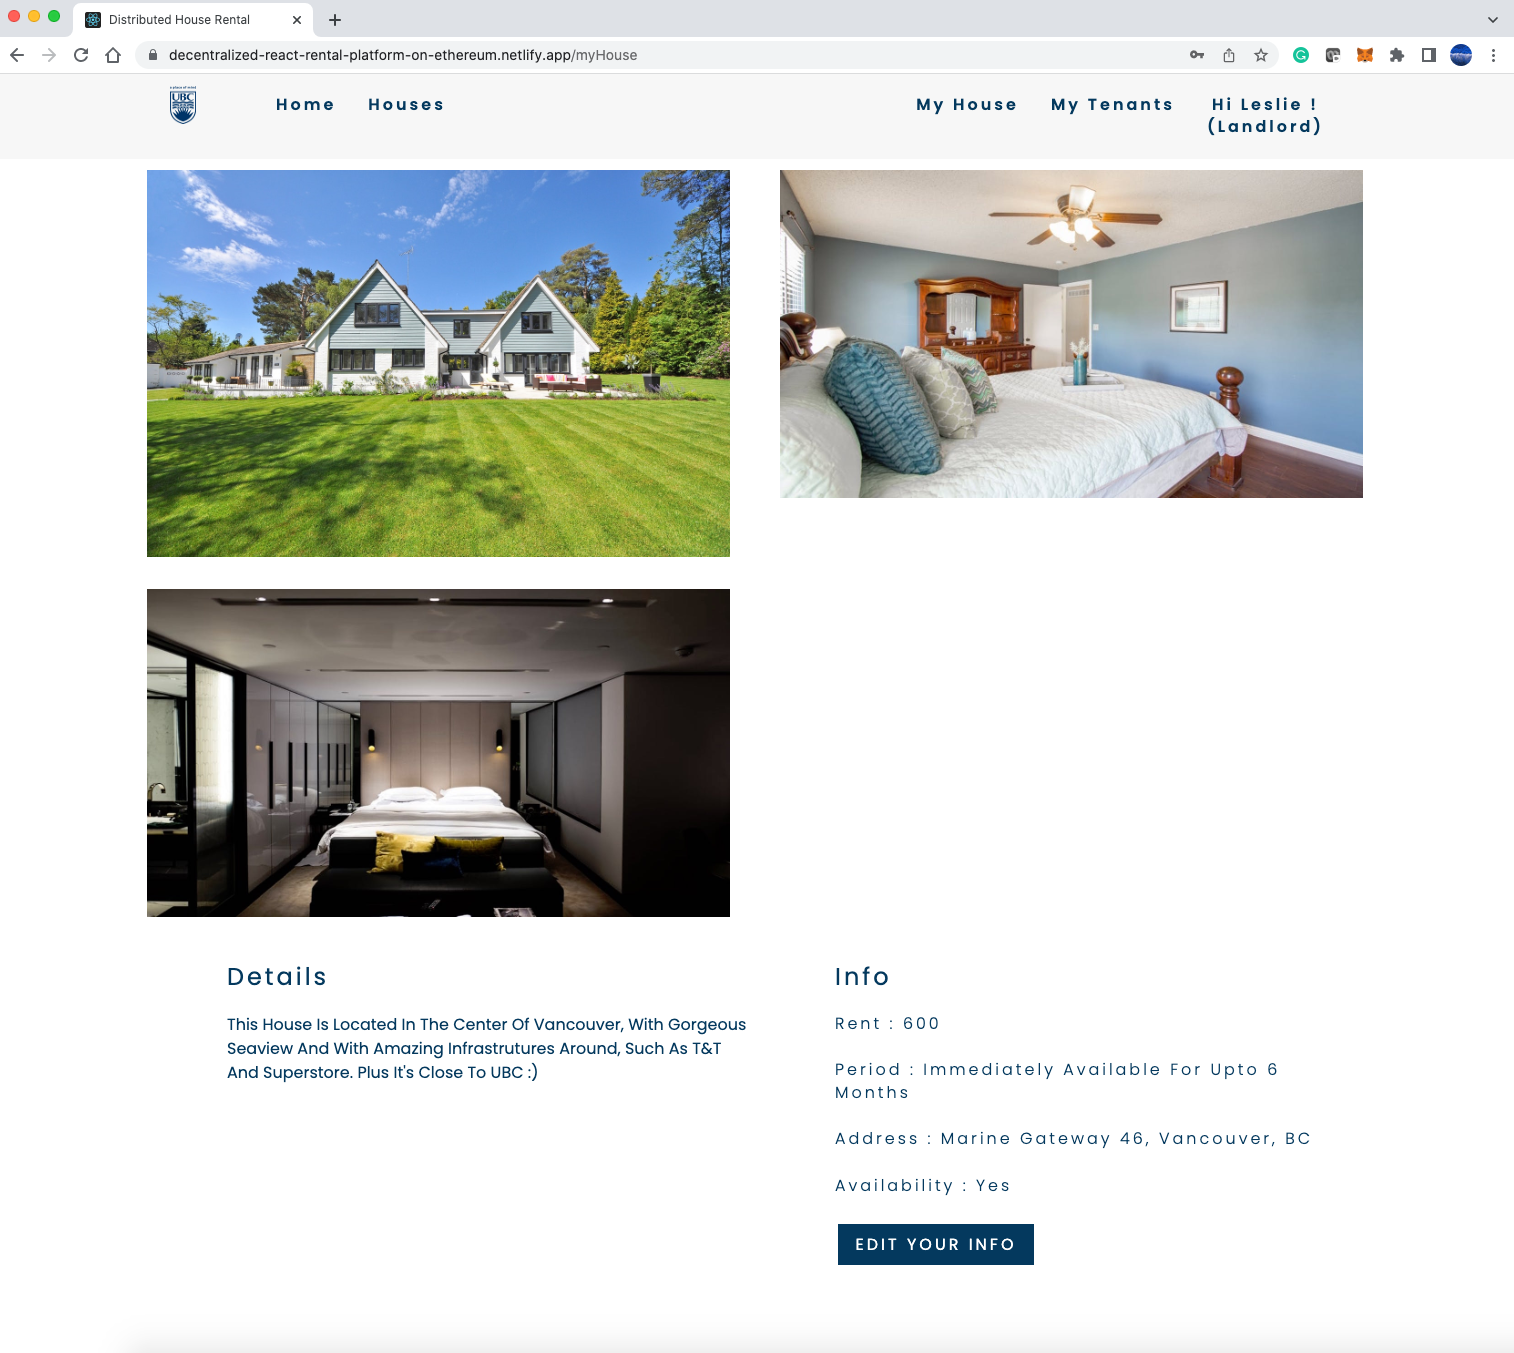 Distributed House Rental
decentralized-react-rental-platform-on-ethereum.netlify.app/myHouse
UBC
Home
Houses
My House
My Tenants
Hi Leslie !
(Landlord)
Details
This House Is Located In The Center Of Vancouver, With Gorgeous
Seaview And With Amazing Infrastrutures Around, Such As T&T
And Superstore. Plus It's Close To UBC :)
Info
Rent : 600
Period : Immediately Available For Upto 6
Months
Address : Marine Gateway 46, Vancouver, BC
Availability : Yes
EDIT YOUR INFO